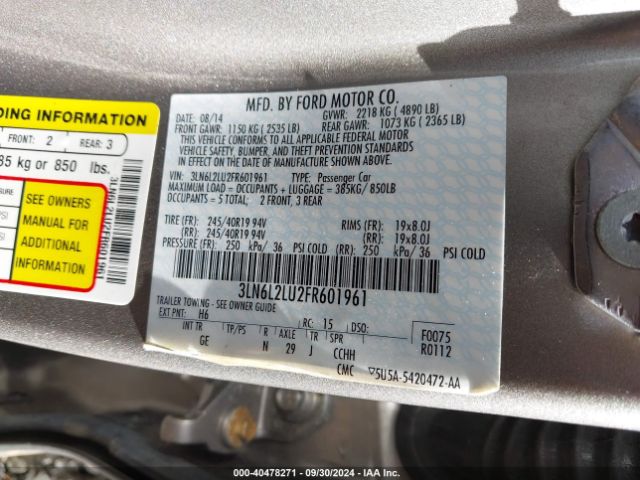 DING INFORMATION
FRONT: 2 REAR: 3
85 kg or 850 lbs.
SEE OWNERS
MANUAL FOR
ADDITIONAL
INFORMATION
3LN6L2LU2FR601961
MFD. BY FORD MOTOR CO.
DATE: 08/14 GVWR: 2218 KG ( 4890 LB)
FRONT GAWR: 1150 KG ( 2535 LB) REAR GAWR: 1073 KG ( 2365 LB)
THIS VEHICLE CONFORMS TO ALL APPLICABLE FEDERAL MOTOR
VEHICLE SAFETY, BUMPER, AND THEFT PREVENTION STANDARDS
IN EFFECT ON THE DATE OF MANUFACTURE SHOWN ABOVE.
VIN: 3LN6L2LU2FR601961 TYPE: Passenger Car
MAXIMUM LOAD = OCCUPANTS + LUGGAGE = 385KG/850LB
OCCUPANTS = 5 TOTAL: 2 FRONT, 3 REAR
TIRE (FR): 245/40R19 94V RIMS (FR): 19x8.0J
(RR): 245/40R19 94V (RR): 19x8.0J
PRESSURE (FR): 250 kPa/ 36 PSI COLD (RR): 250 kPa/ 36 PSI COLD
3LN6L2LU2FR601961
TRAILER TOWING - SEE OWNER GUIDE
EXT PNT: H6 RC: 15 DSO: F0075
INT TR TP/PS R AXLE TR SPR R0112
GE N 29 J CCHH
CMC 5U5A-5420472-AA
000-40478271 - 09/30/2024 - IAA Inc.